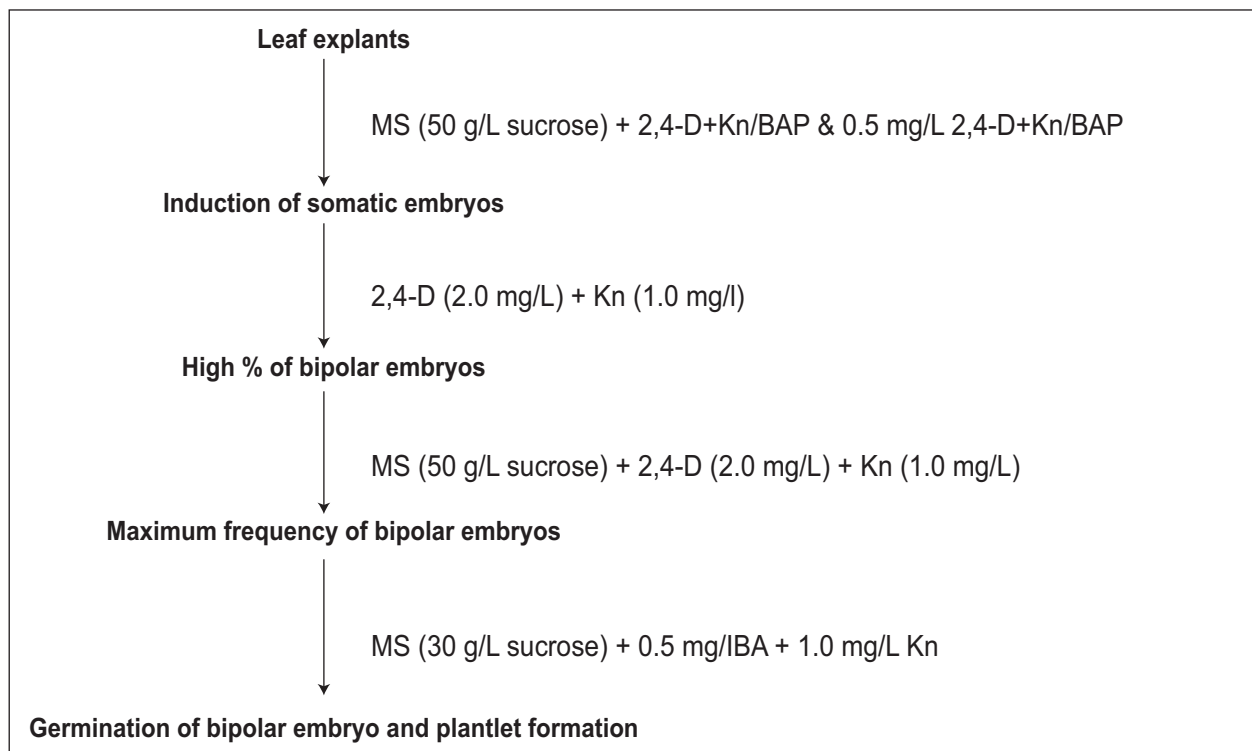 Leaf explants
MS (50 g/L sucrose) + 2,4-D+Kn/BAP & 0.5 mg/L 2,4-D+Kn/BAP
Induction of somatic embryos
2,4-D (2.0 mg/L) + Kn (1.0 mg/l)
High % of bipolar embryos
MS (50 g/L sucrose) + 2,4-D (2.0 mg/L) + Kn (1.0 mg/L)
Maximum frequency of bipolar embryos
MS (30 g/L sucrose) + 0.5 mg/IBA + 1.0 mg/L Kn
Germination of bipolar embryo and plantlet formation